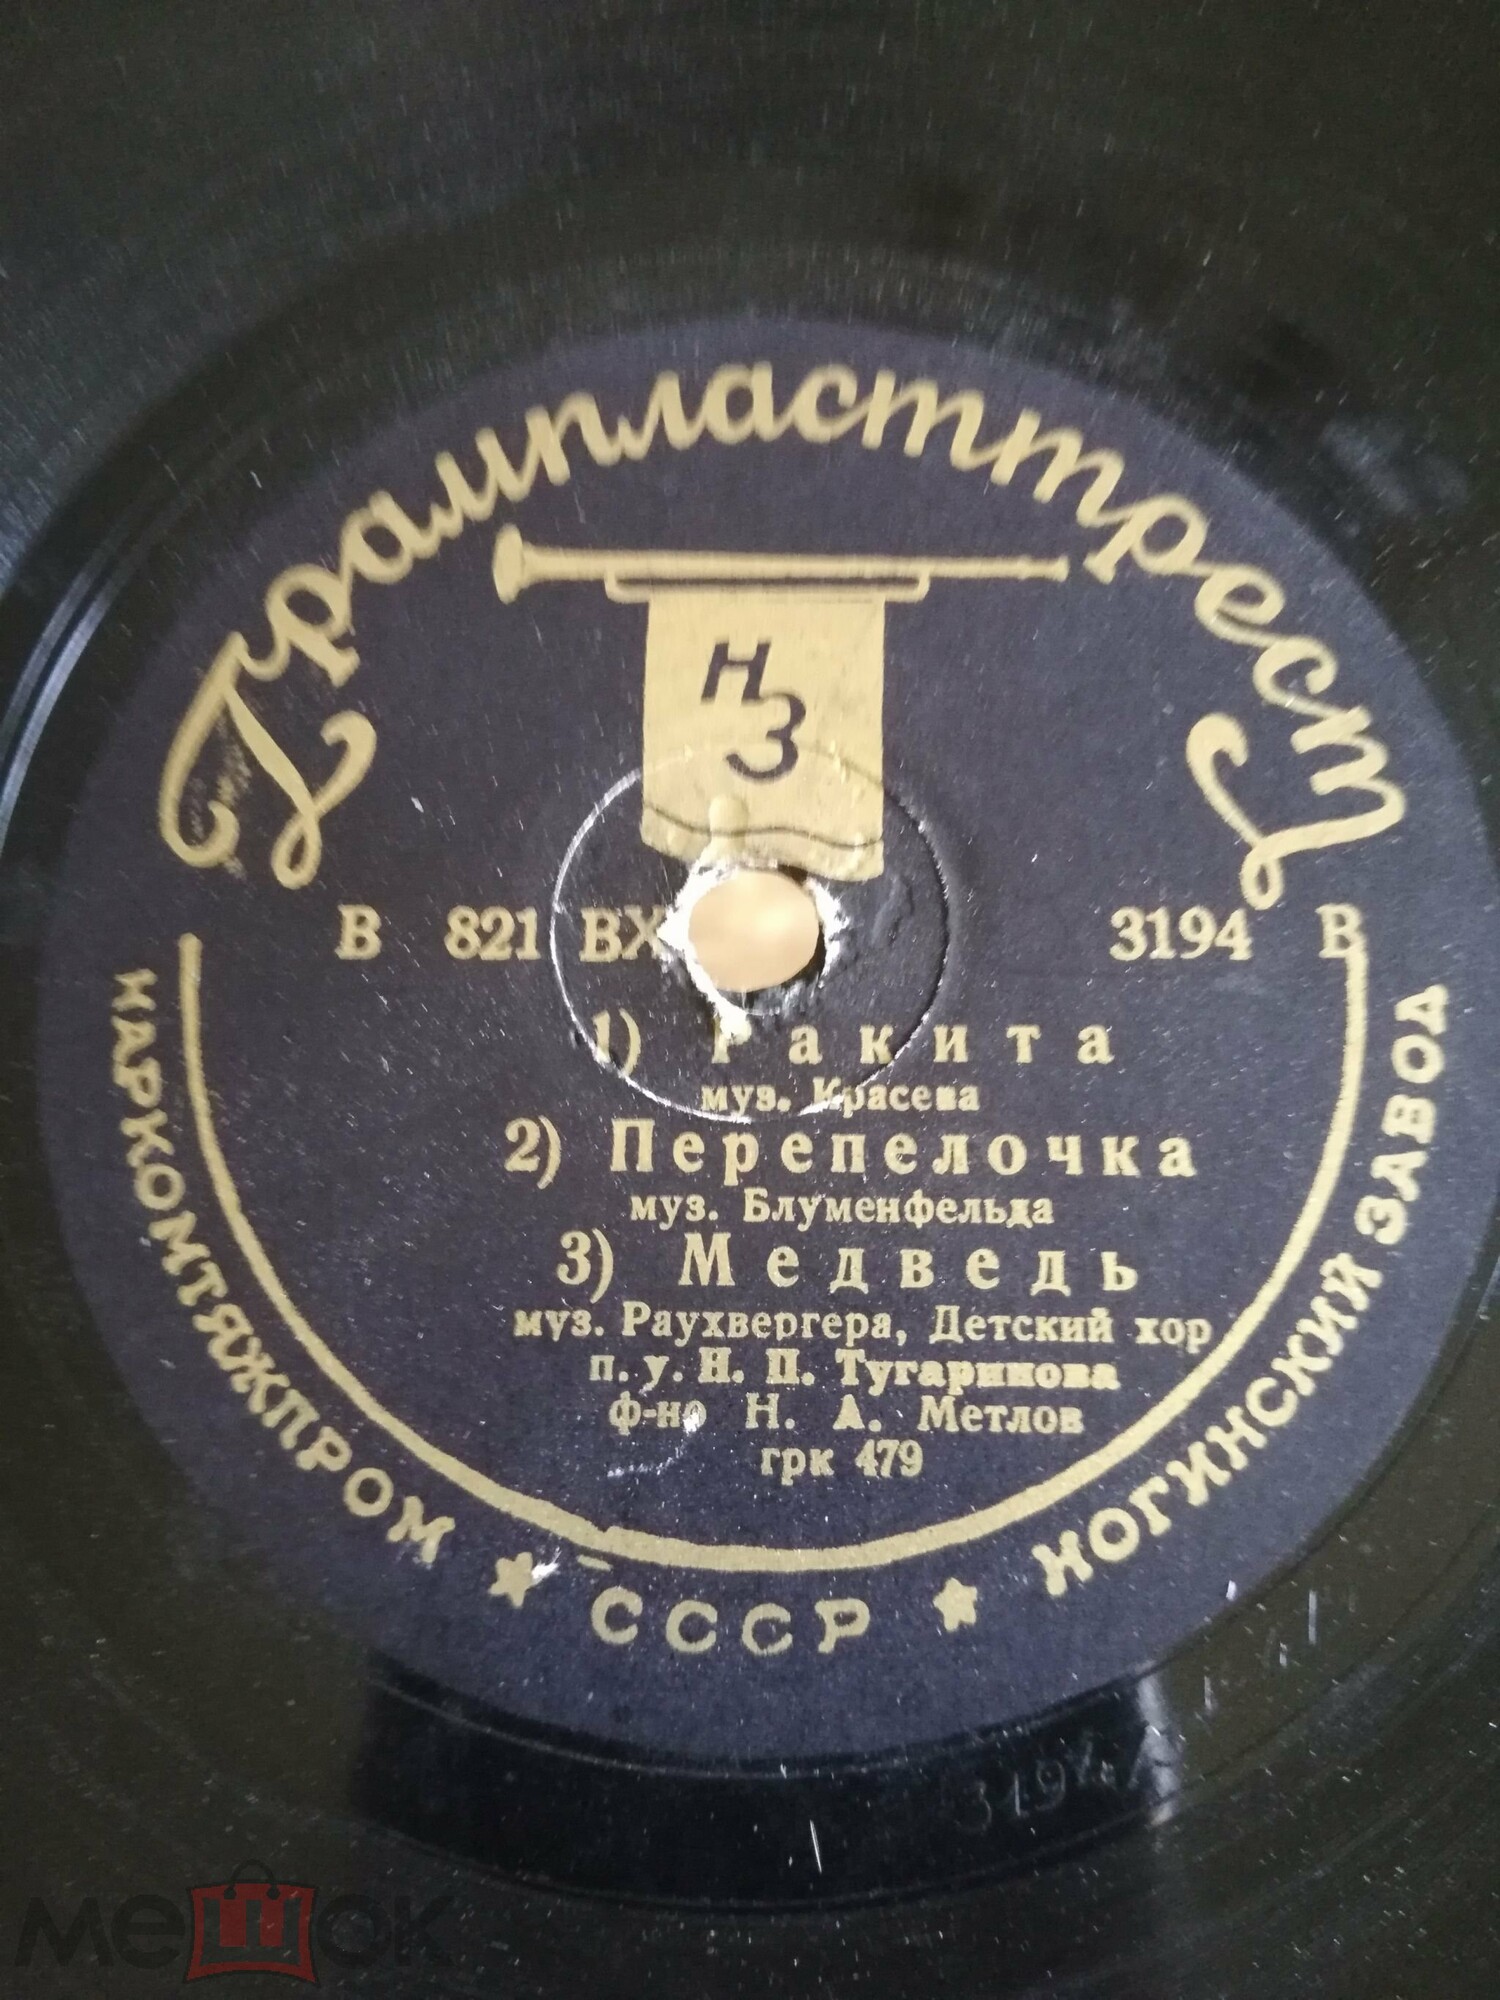 Грампласттрест
НЗ
В 821 ВХ 3194 В
1) Ракита
муз. Красева
2) Перепелочка
муз. Блуменфельда
3) Медведь
муз. Раухвергера, Детский хор
п. у. Н. П. Тугаринова
ф-но Н. А. Метлов
грк 479
НАРКОМТЯЖПРОМ ★ СССР ★ НОГИНСКИЙ ЗАВОД
3194
мешок